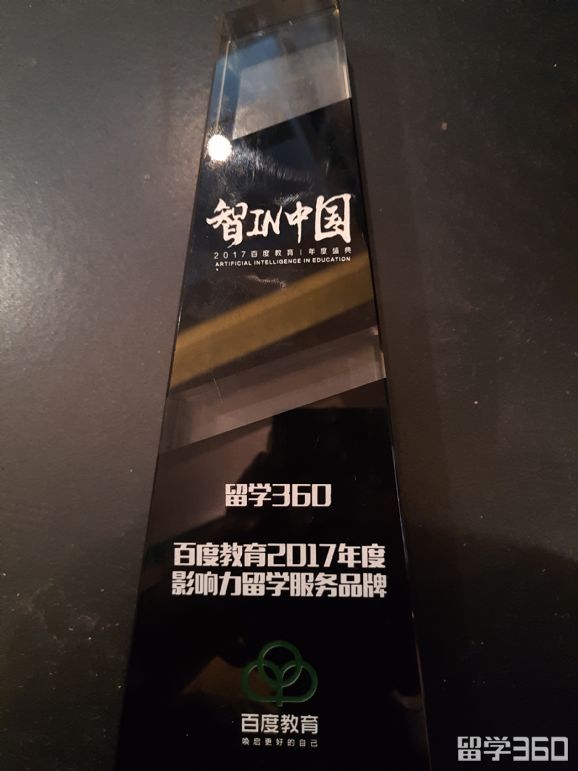 智IN中国
2017百度教育|年度盛典
ARTIFICIAL INTELLIGENCE IN EDUCATION
留学360
百度教育2017年度
影响力留学服务品牌
百度教育
唤启更好的自己
留学360